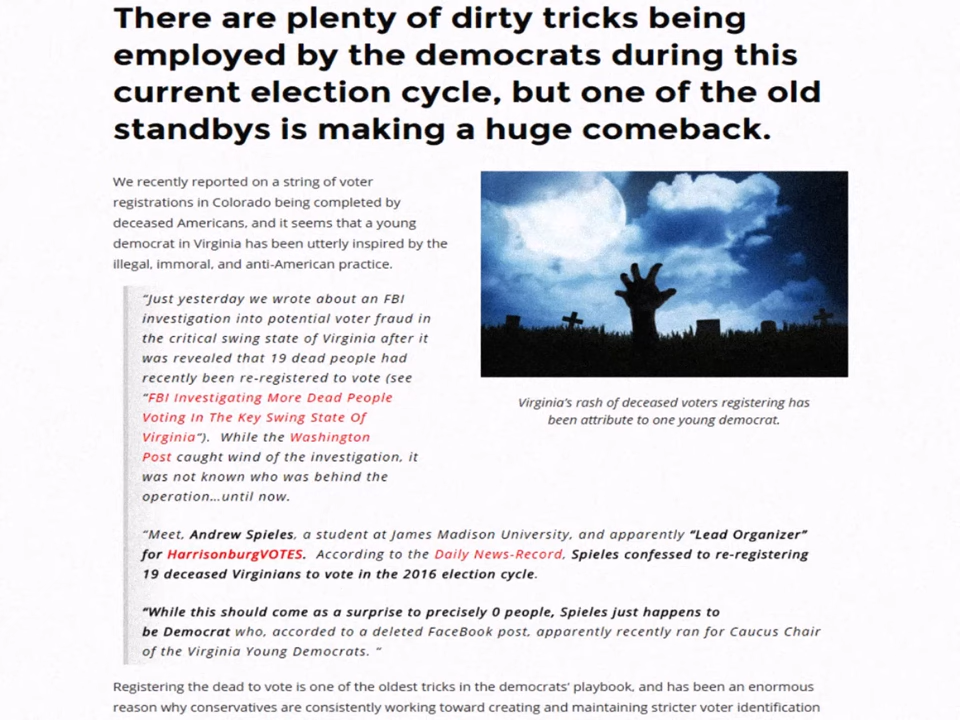 There are plenty of dirty tricks being
employed by the democrats during this
current election cycle, but one of the old
standbys is making a huge comeback.
We recently reported on a string of voter
registrations in Colorado being completed by
deceased Americans, and it seems that a young
democrat in Virginia has been utterly inspired by the
illegal, immoral, and anti-American practice.
“Just yesterday we wrote about an FBI
investigation into potential voter fraud in
the critical swing state of Virginia after it
was revealed that 19 dead people had
recently been re-registered to vote (see
“FBI Investigating More Dead People
Voting In The Key Swing State Of
Virginia“).  While the Washington
Post caught wind of the investigation, it
was not known who was behind the
operation…until now.
Virginia’s rash of deceased voters registering has
been attribute to one young democrat.
“Meet, Andrew Spieles, a student at James Madison University, and apparently “Lead Organizer”
for HarrisonburgVOTES.  According to the Daily News-Record, Spieles confessed to re-registering
19 deceased Virginians to vote in the 2016 election cycle.
“While this should come as a surprise to precisely 0 people, Spieles just happens to
be Democrat who, accorded to a deleted FaceBook post, apparently recently ran for Caucus Chair
of the Virginia Young Democrats. “
Registering the dead to vote is one of the oldest tricks in the democrats’ playbook, and has been an enormous
reason why conservatives are consistently working toward creating and maintaining stricter voter identification